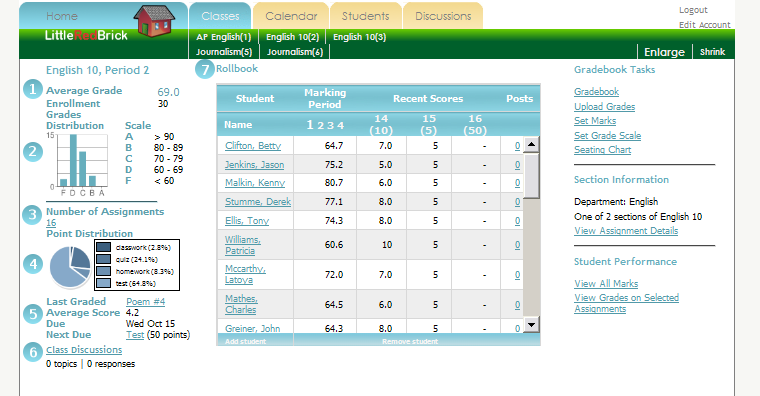 Home
Classes
Calendar
Students
Discussions
Logout
Edit Account
LittleRedBrick
AP English(1) English 10(2) English 10(3)
Journalism(5) Journalism(6)
Enlarge Shrink
English 10, Period 2
1 Average Grade 69.0
Enrollment 30
Grades
Distribution Scale
2
15
0
F D C B A
A > 90
B 80 - 89
C 70 - 79
D 60 - 69
F < 60
3 Number of Assignments
16
Point Distribution
4
classwork (2.8%)
quiz (24.1%)
homework (8.3%)
test (64.8%)
Last Graded Poem #4
5 Average Score 4.2
Due Wed Oct 15
Next Due Test (50 points)
6 Class Discussions
0 topics | 0 responses
7 Rollbook
Student Marking Period Recent Scores Posts
Name 1 2 3 4 14 (10) 15 (5) 16 (50)
Clifton, Betty 64.7 7.0 5 - 0
Jenkins, Jason 75.2 5.0 5 - 0
Malkin, Kenny 80.7 6.0 5 - 0
Stumme, Derek 77.1 8.0 5 - 0
Ellis, Tony 74.3 8.0 5 - 0
Williams, Patricia 60.6 10 5 - 0
Mccarthy, Latoya 72.0 7.0 5 - 0
Mathes, Charles 64.5 6.0 5 - 0
Greiner, John 64.3 8.0 5 - 0
Add student Remove student
Gradebook Tasks
Gradebook
Upload Grades
Set Marks
Set Grade Scale
Seating Chart
Section Information
Department: English
One of 2 sections of English 10
View Assignment Details
Student Performance
View All Marks
View Grades on Selected
Assignments